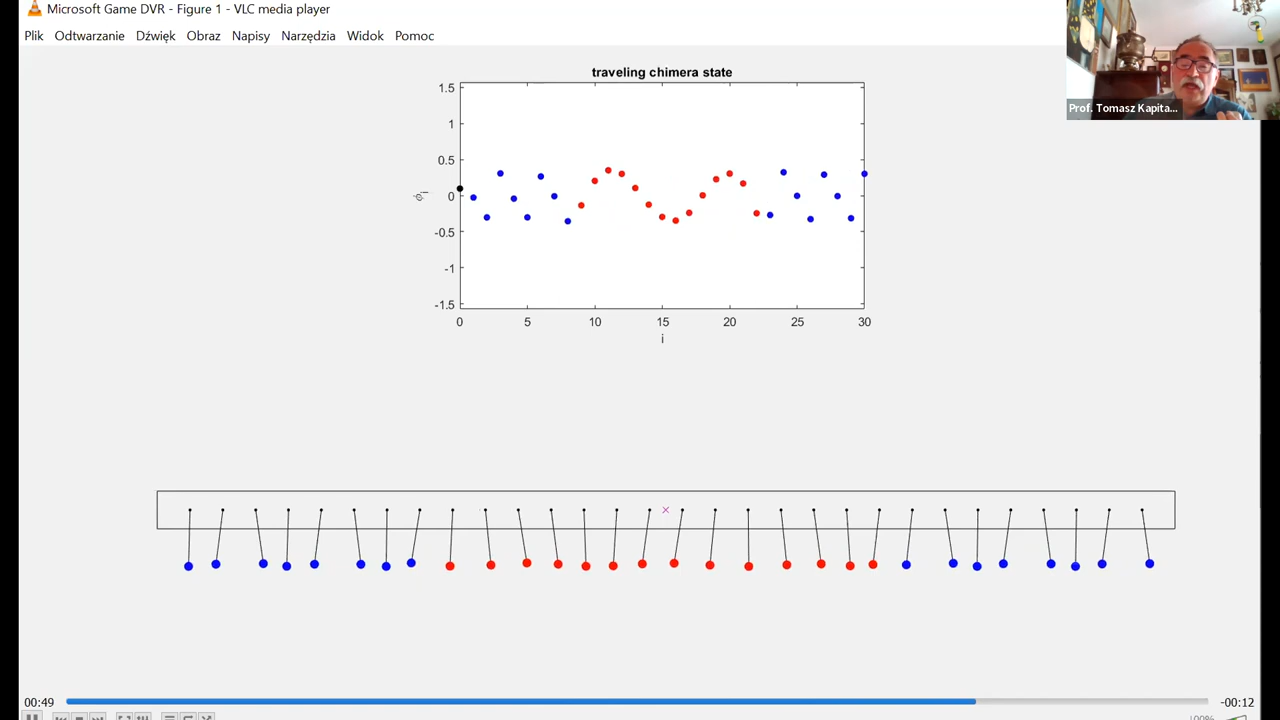 Microsoft Game DVR - Figure 1 - VLC media player
Plik Odtwarzanie Dźwięk Obraz Napisy Narzędzia Widok Pomoc
Prof. Tomasz Kapita...
traveling chimera state
1.5
1
0.5
0
-0.5
-1
-1.5
ϕi
0 5 10 15 20 25 30
i
00:49 -00:12
100%